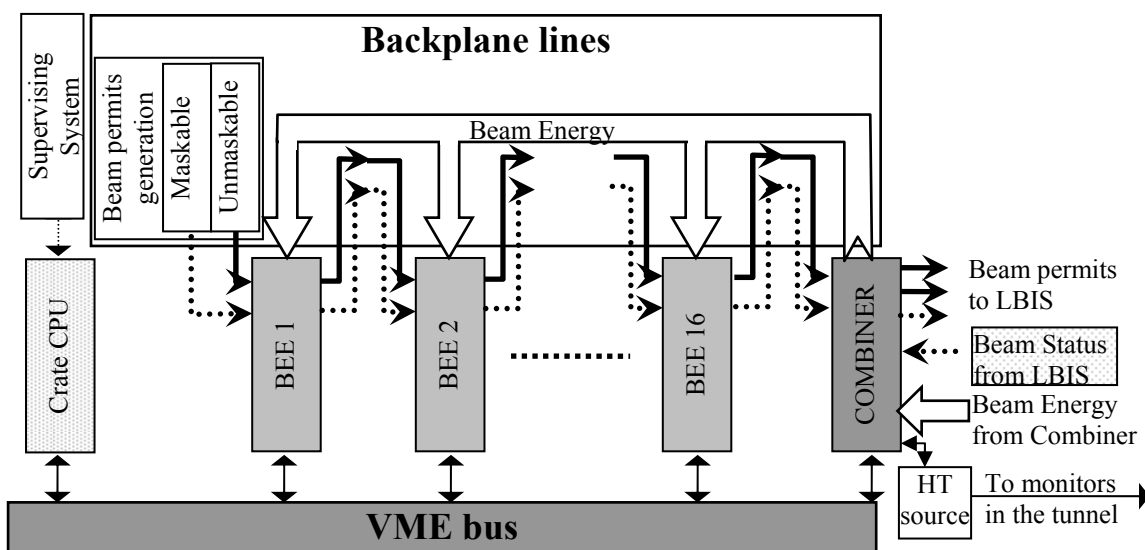 Backplane lines
Supervising
System
Beam permits
generation
Maskable
Unmaskable
Beam Energy
Crate CPU
BEE 1
BEE 2
BEE 16
COMBINER
Beam permits
to LBIS
Beam Status
from LBIS
Beam Energy
from Combiner
HT
source
To monitors
in the tunnel
VME bus